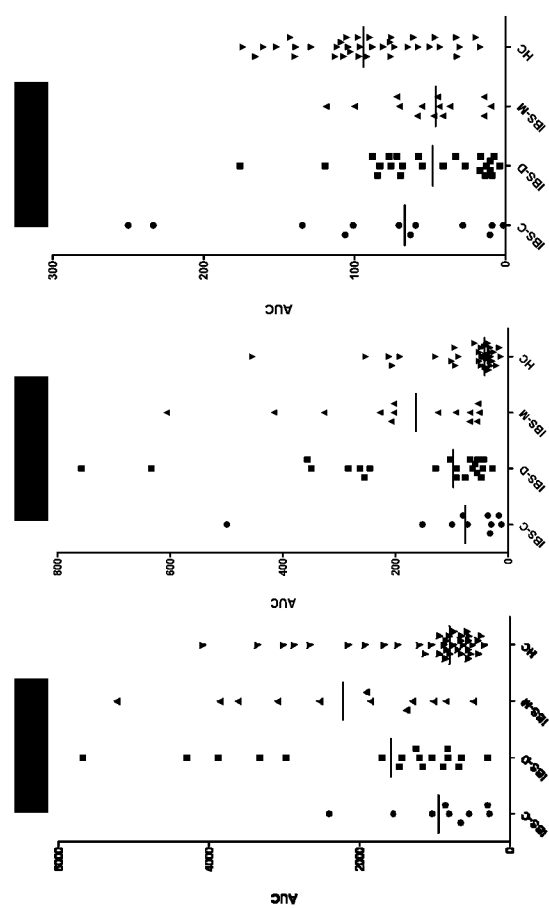 HC
IBS-M
IBS-D
IBS-C
300
200
100
0
AUC
HC
IBS-M
IBS-D
IBS-C
800
600
400
200
0
AUC
HC
IBS-M
IBS-D
IBS-C
6000
4000
2000
0
AUC